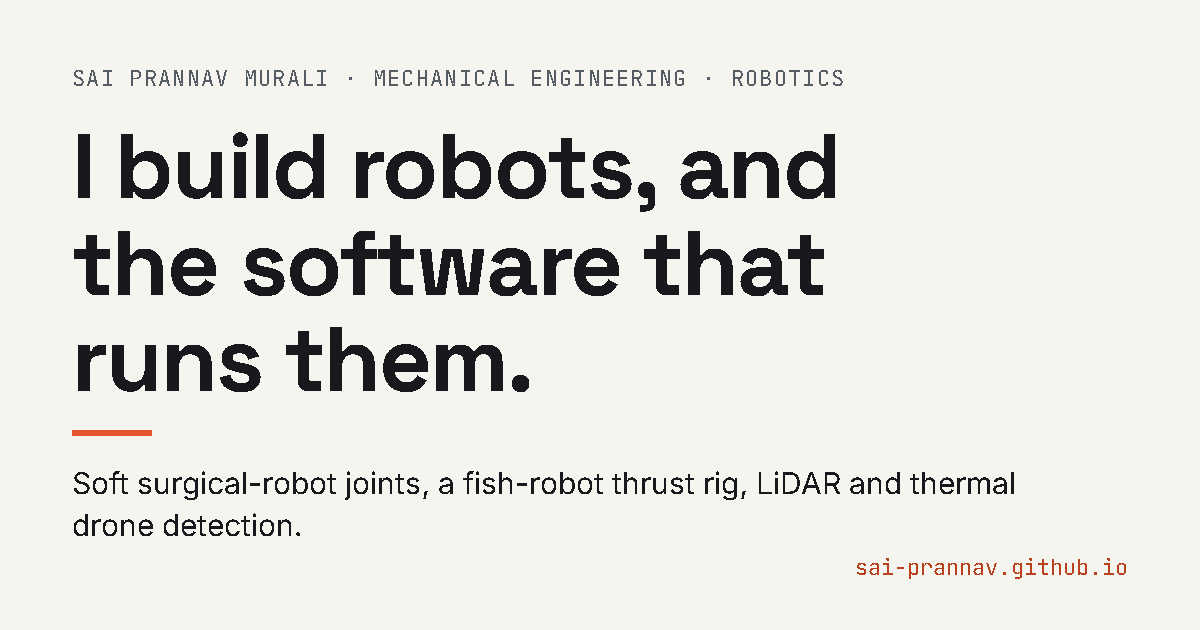 SAI PRANNAV MURALI · MECHANICAL ENGINEERING · ROBOTICS
I build robots, and
the software that
runs them.
Soft surgical-robot joints, a fish-robot thrust rig, LiDAR and thermal
drone detection.
sai-prannav.github.io